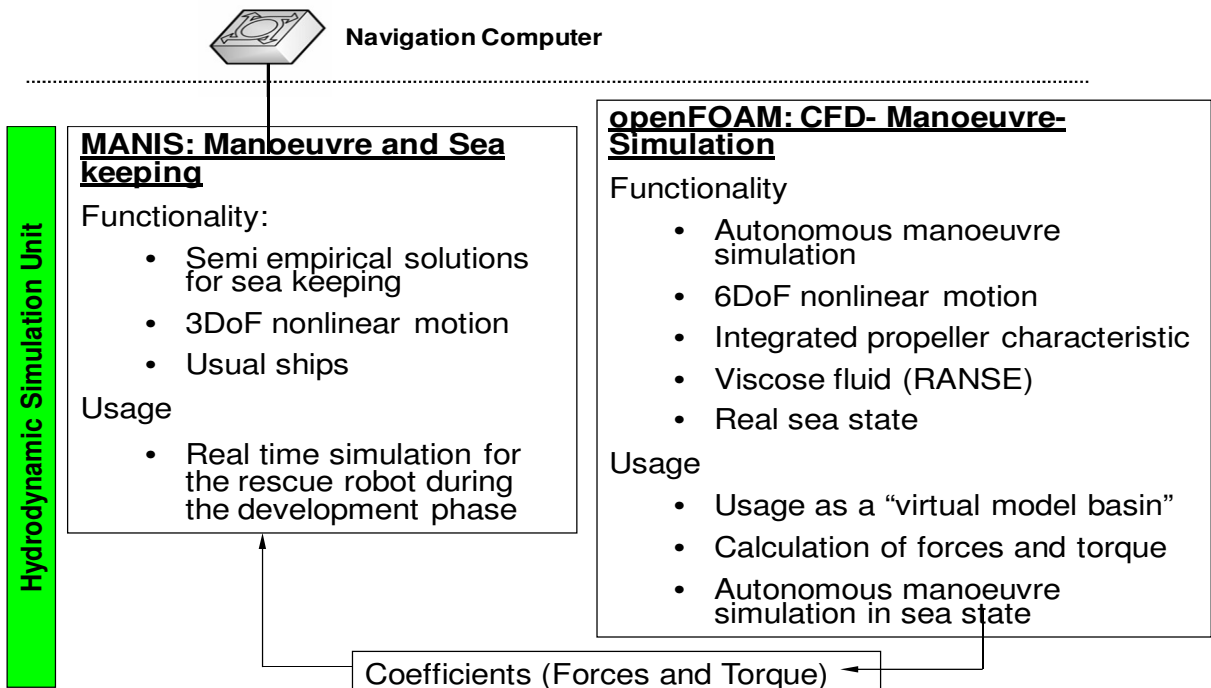 Navigation Computer
Hydrodynamic Simulation Unit
MANIS: Manoeuvre and Sea
keeping
Functionality:
• Semi empirical solutions
for sea keeping
• 3DoF nonlinear motion
• Usual ships
Usage
• Real time simulation for
the rescue robot during
the development phase
openFOAM: CFD- Manoeuvre-
Simulation
Functionality
• Autonomous manoeuvre
simulation
• 6DoF nonlinear motion
• Integrated propeller characteristic
• Viscose fluid (RANSE)
• Real sea state
Usage
• Usage as a “virtual model basin”
• Calculation of forces and torque
• Autonomous manoeuvre
simulation in sea state
Coefficients (Forces and Torque)